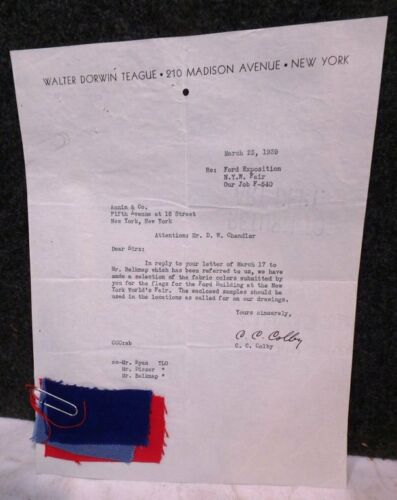 WALTER DORWIN TEAGUE • 210 MADISON AVENUE • NEW YORK
March 22, 1939
Re: Ford Exposition
N.Y.W. Fair
Our Job F-640
Annin & Co.
Fifth Avenue at 16 Street
New York, New York
Attention: Mr. D. W. Chandler
Dear Sirs:
In reply to your letter of March 17 to
Mr. Belknap which has been referred to us, we have
made a selection of the fabric colors submitted by
you for the flags for the Ford Building at the New
York World's Fair. The enclosed samples should be
used in the locations as called for on our drawings.
Yours sincerely,
C. C. Colby
C. C. Colby
CCC:sb
cc-Mr. Ryan TLO
Mr. Disser "
Mr. Belknap "